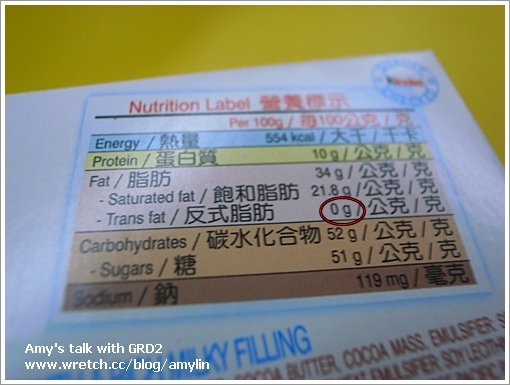 Nutrition Label 營養標示
Per 100g / 每100公克 / 克
Energy / 熱量 554 kcal / 大卡 / 千卡
Protein / 蛋白質 10 g / 公克 / 克
Fat / 脂肪 34 g / 公克 / 克
- Saturated fat / 飽和脂肪 21.8 g / 公克 / 克
- Trans fat / 反式脂肪 0 g / 公克 / 克
Carbohydrates / 碳水化合物 52 g / 公克 / 克
- Sugars / 糖 51 g / 公克 / 克
Sodium / 鈉 119 mg / 毫克
MILKY FILLING
COCOA BUTTER, COCOA MASS, EMULSIFIER
EMULSIFIER: SOY LECITHIN
Amy's talk with GRD2
www.wretch.cc/blog/amylin